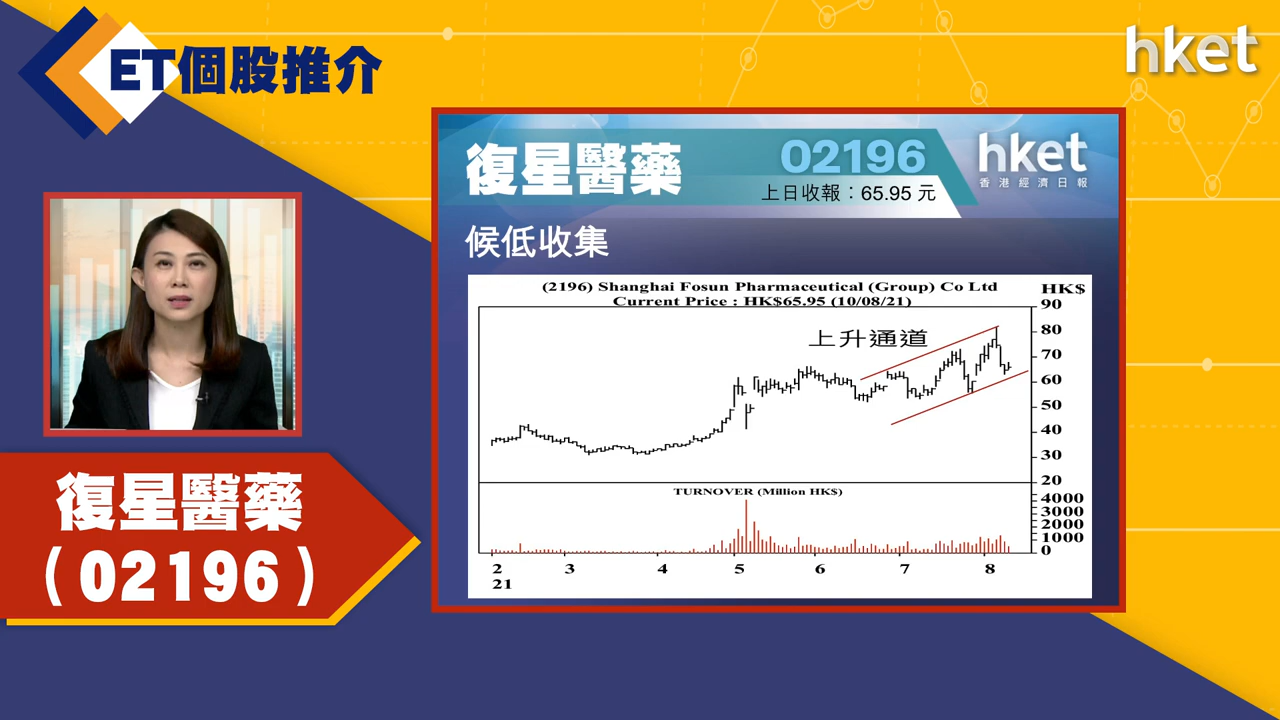 ET個股推介
hket
復星醫藥
02196
上日收報：65.95 元
hket
香港經濟日報
候低收集
(2196) Shanghai Fosun Pharmaceutical (Group) Co Ltd
Current Price : HK$65.95 (10/08/21)
HK$
上升通道
90
80
70
60
50
40
30
20
TURNOVER (Million HK$)
4000
3000
2000
1000
0
2 3 4 5 6 7 8
21
復星醫藥
（02196）